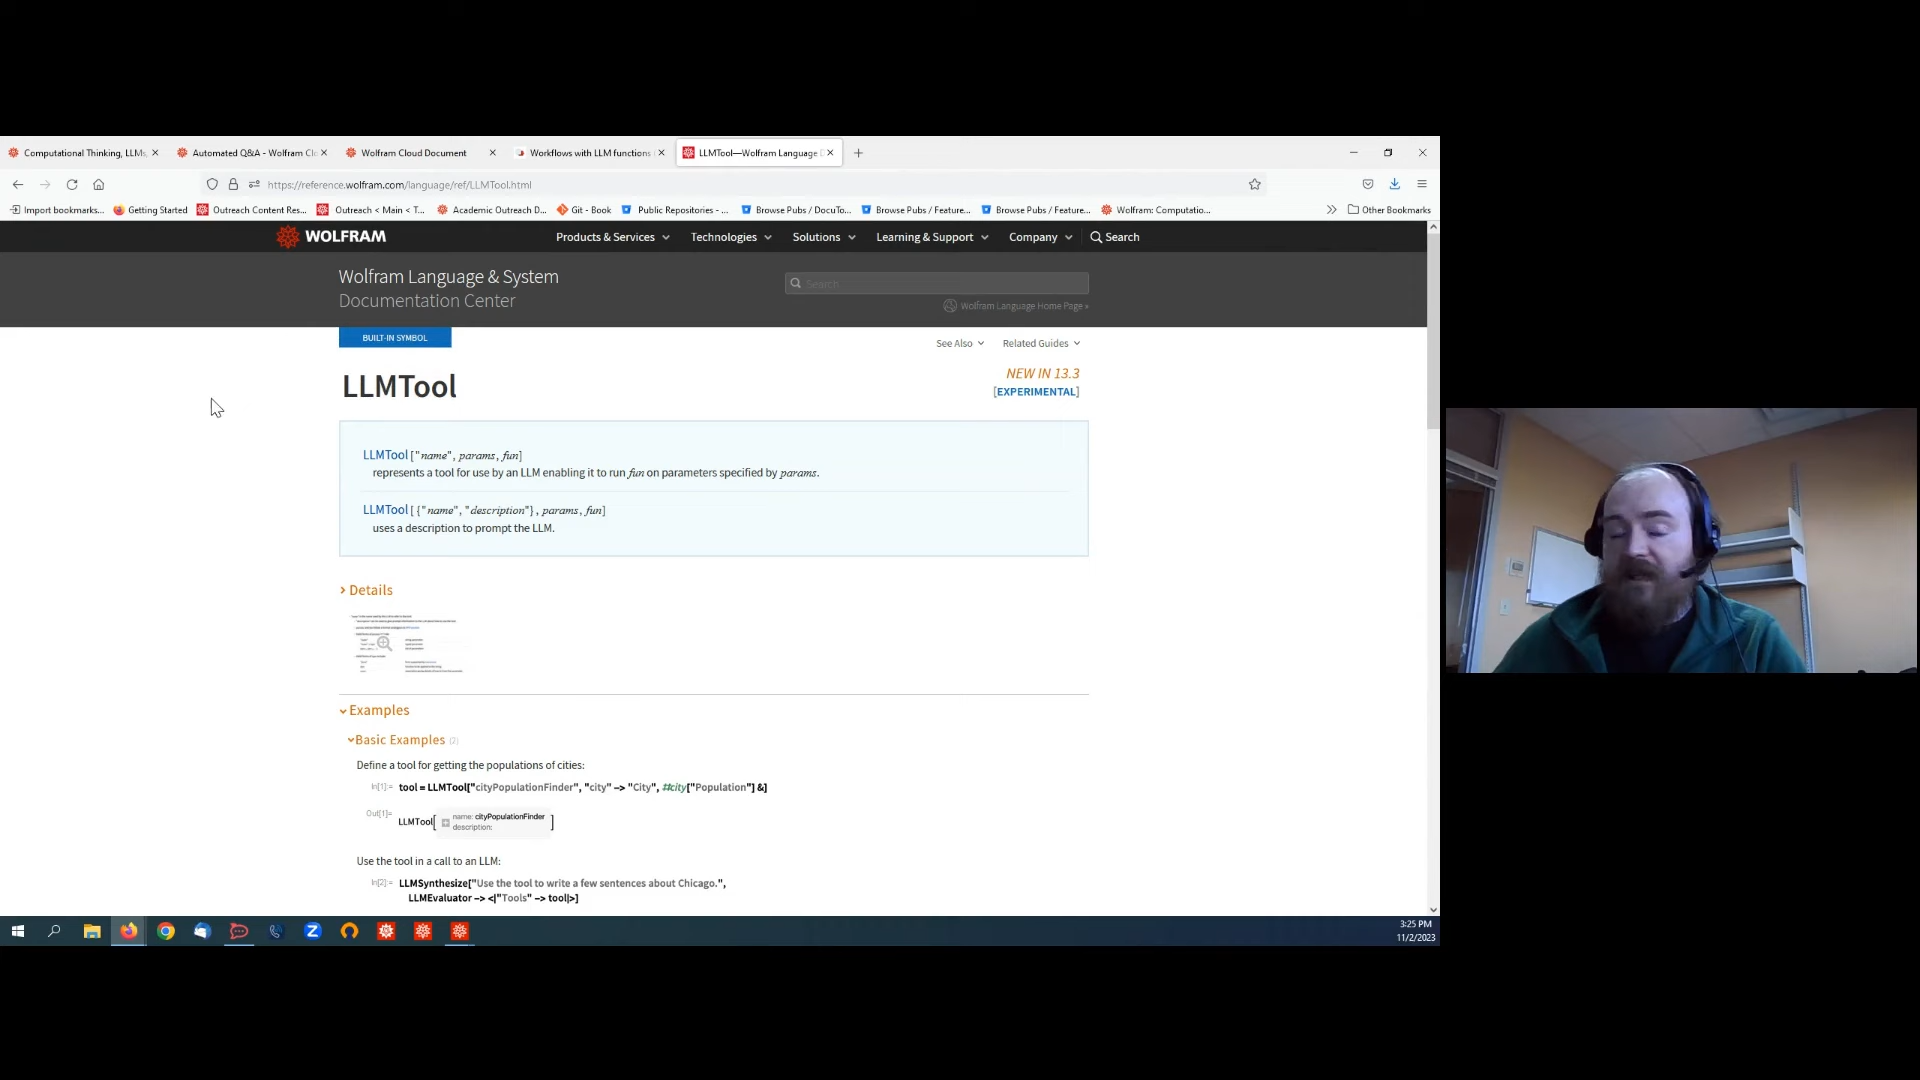 Computational Thinking, LLMs,
Automated Q&A - Wolfram Clo
Wolfram Cloud Document
Workflows with LLM functions
LLMTool—Wolfram Language D
https://reference.wolfram.com/language/ref/LLMTool.html
Import bookmarks...
Getting Started
Outreach Content Res...
Outreach < Main < T...
Academic Outreach D...
Git - Book
Public Repositories - ...
Browse Pubs / DocuTo...
Browse Pubs / Feature...
Browse Pubs / Feature...
Wolfram: Computatio...
Other Bookmarks
WOLFRAM
Products & Services
Technologies
Solutions
Learning & Support
Company
Search
Wolfram Language & System
Documentation Center
Search
Wolfram Language Home Page »
BUILT-IN SYMBOL
See Also
Related Guides
LLMTool
NEW IN 13.3
[EXPERIMENTAL]
LLMTool["name", params, fun]
represents a tool for use by an LLM enabling it to run fun on parameters specified by params.
LLMTool[{"name", "description"}, params, fun]
uses a description to prompt the LLM.
Details
Examples
Basic Examples (2)
Define a tool for getting the populations of cities:
In[1]:= tool = LLMTool["cityPopulationFinder", "city" -> "City", #city["Population"] &]
Out[1]= LLMTool[ name: cityPopulationFinder
description: ]
Use the tool in a call to an LLM:
In[2]:= LLMSynthesize["Use the tool to write a few sentences about Chicago.",
LLMEvaluator -> <|"Tools" -> tool|>]
3:25 PM
11/2/2023